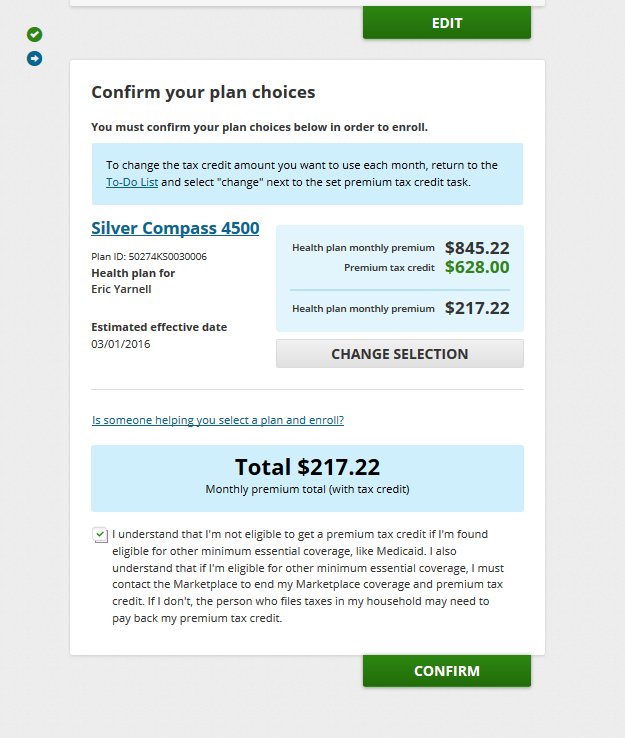 EDIT
Confirm your plan choices
You must confirm your plan choices below in order to enroll.
To change the tax credit amount you want to use each month, return to the
To-Do List and select "change" next to the set premium tax credit task.
Silver Compass 4500
Plan ID: 50274KS0030006
Health plan for
Eric Yarnell
Estimated effective date
03/01/2016
Health plan monthly premium $845.22
Premium tax credit $628.00
Health plan monthly premium $217.22
CHANGE SELECTION
Is someone helping you select a plan and enroll?
Total $217.22
Monthly premium total (with tax credit)
I understand that I'm not eligible to get a premium tax credit if I'm found
eligible for other minimum essential coverage, like Medicaid. I also
understand that if I'm eligible for other minimum essential coverage, I must
contact the Marketplace to end my Marketplace coverage and premium tax
credit. If I don't, the person who files taxes in my household may need to
pay back my premium tax credit.
CONFIRM